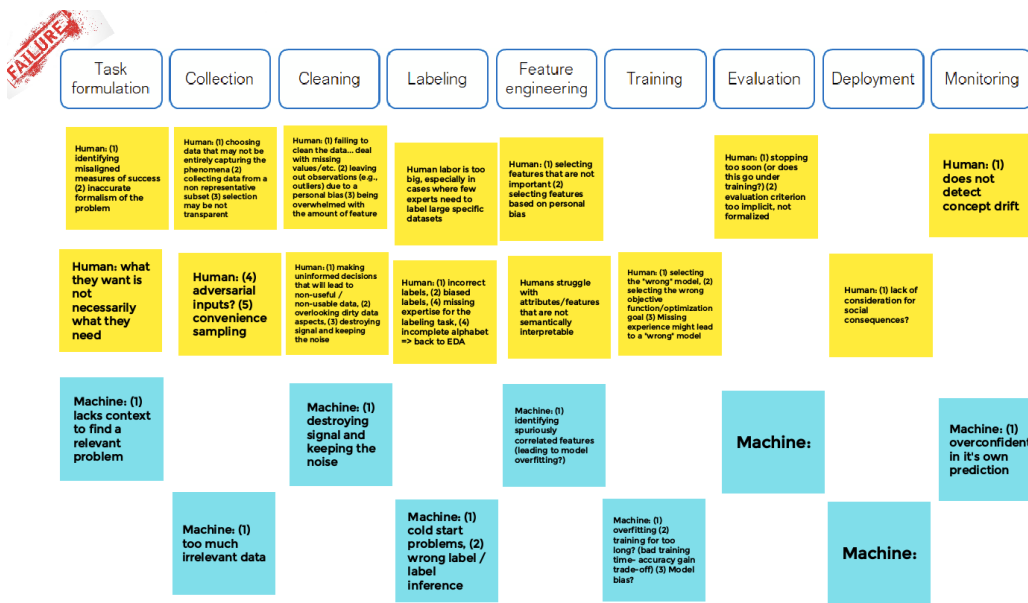 FAILURE
Task
formulation
Collection
Cleaning
Labeling
Feature
engineering
Training
Evaluation
Deployment
Monitoring
Human: (1)
identifying
misaligned
measures of success
(2) inaccurate
formalism of the
problem
Human: (1) choosing
data that may not be
entirely capturing the
phenomena (2)
collecting data from a
non representative
subset (3) selection
may be not
transparent
Human: (1) failing to
clean the data... deal
with missing
values/etc. (2) leaving
out observations (e.g.,
outliers) due to a
personal bias (3) being
overwhelmed with
the amount of feature
Human labor is too
big, especially in
cases where few
experts need to
label large specific
datasets
Human: (1) selecting
features that are not
important (2)
selecting features
based on personal
bias
Human: (1) stopping
too soon (or does
this go under
training?) (2)
evaluation criterion
too implicit, not
formalized
Human: (1)
does not
detect
concept drift
Human: what
they want is
not
necessarily
what they
need
Human: (4)
adversarial
inputs? (5)
convenience
sampling
Human: (1) making
uninformed decisions
that will lead to
non-useful /
non-usable data, (2)
overlooking dirty data
aspects, (3) destroying
signal and keeping
the noise
Human: (1) incorrect
labels, (2) biased
labels, (4) missing
expertise for the
labeling task, (4)
incomplete alphabet
=> back to EDA
Humans struggle
with
attributes/features
that are not
semantically
interpretable
Human: (1) selecting
the "wrong" model, (2)
selecting the wrong
objective
function/optimization
goal (3) Missing
experience might lead
to a "wrong" model
Human: (1) lack of
consideration for
social
consequences?
Machine: (1)
lacks context
to find a
relevant
problem
Machine: (1)
destroying
signal and
keeping the
noise
Machine: (1)
identifying
spuriously
correlated features
(leading to model
overfitting?)
Machine:
Machine: (1)
overconfident
in it's own
prediction
Machine: (1)
too much
irrelevant data
Machine: (1)
cold start
problems, (2)
wrong label /
label
inference
Machine: (1)
overfitting (2)
training for too
long? (bad training
time- accuracy gain
trade-off) (3) Model
bias?
Machine: